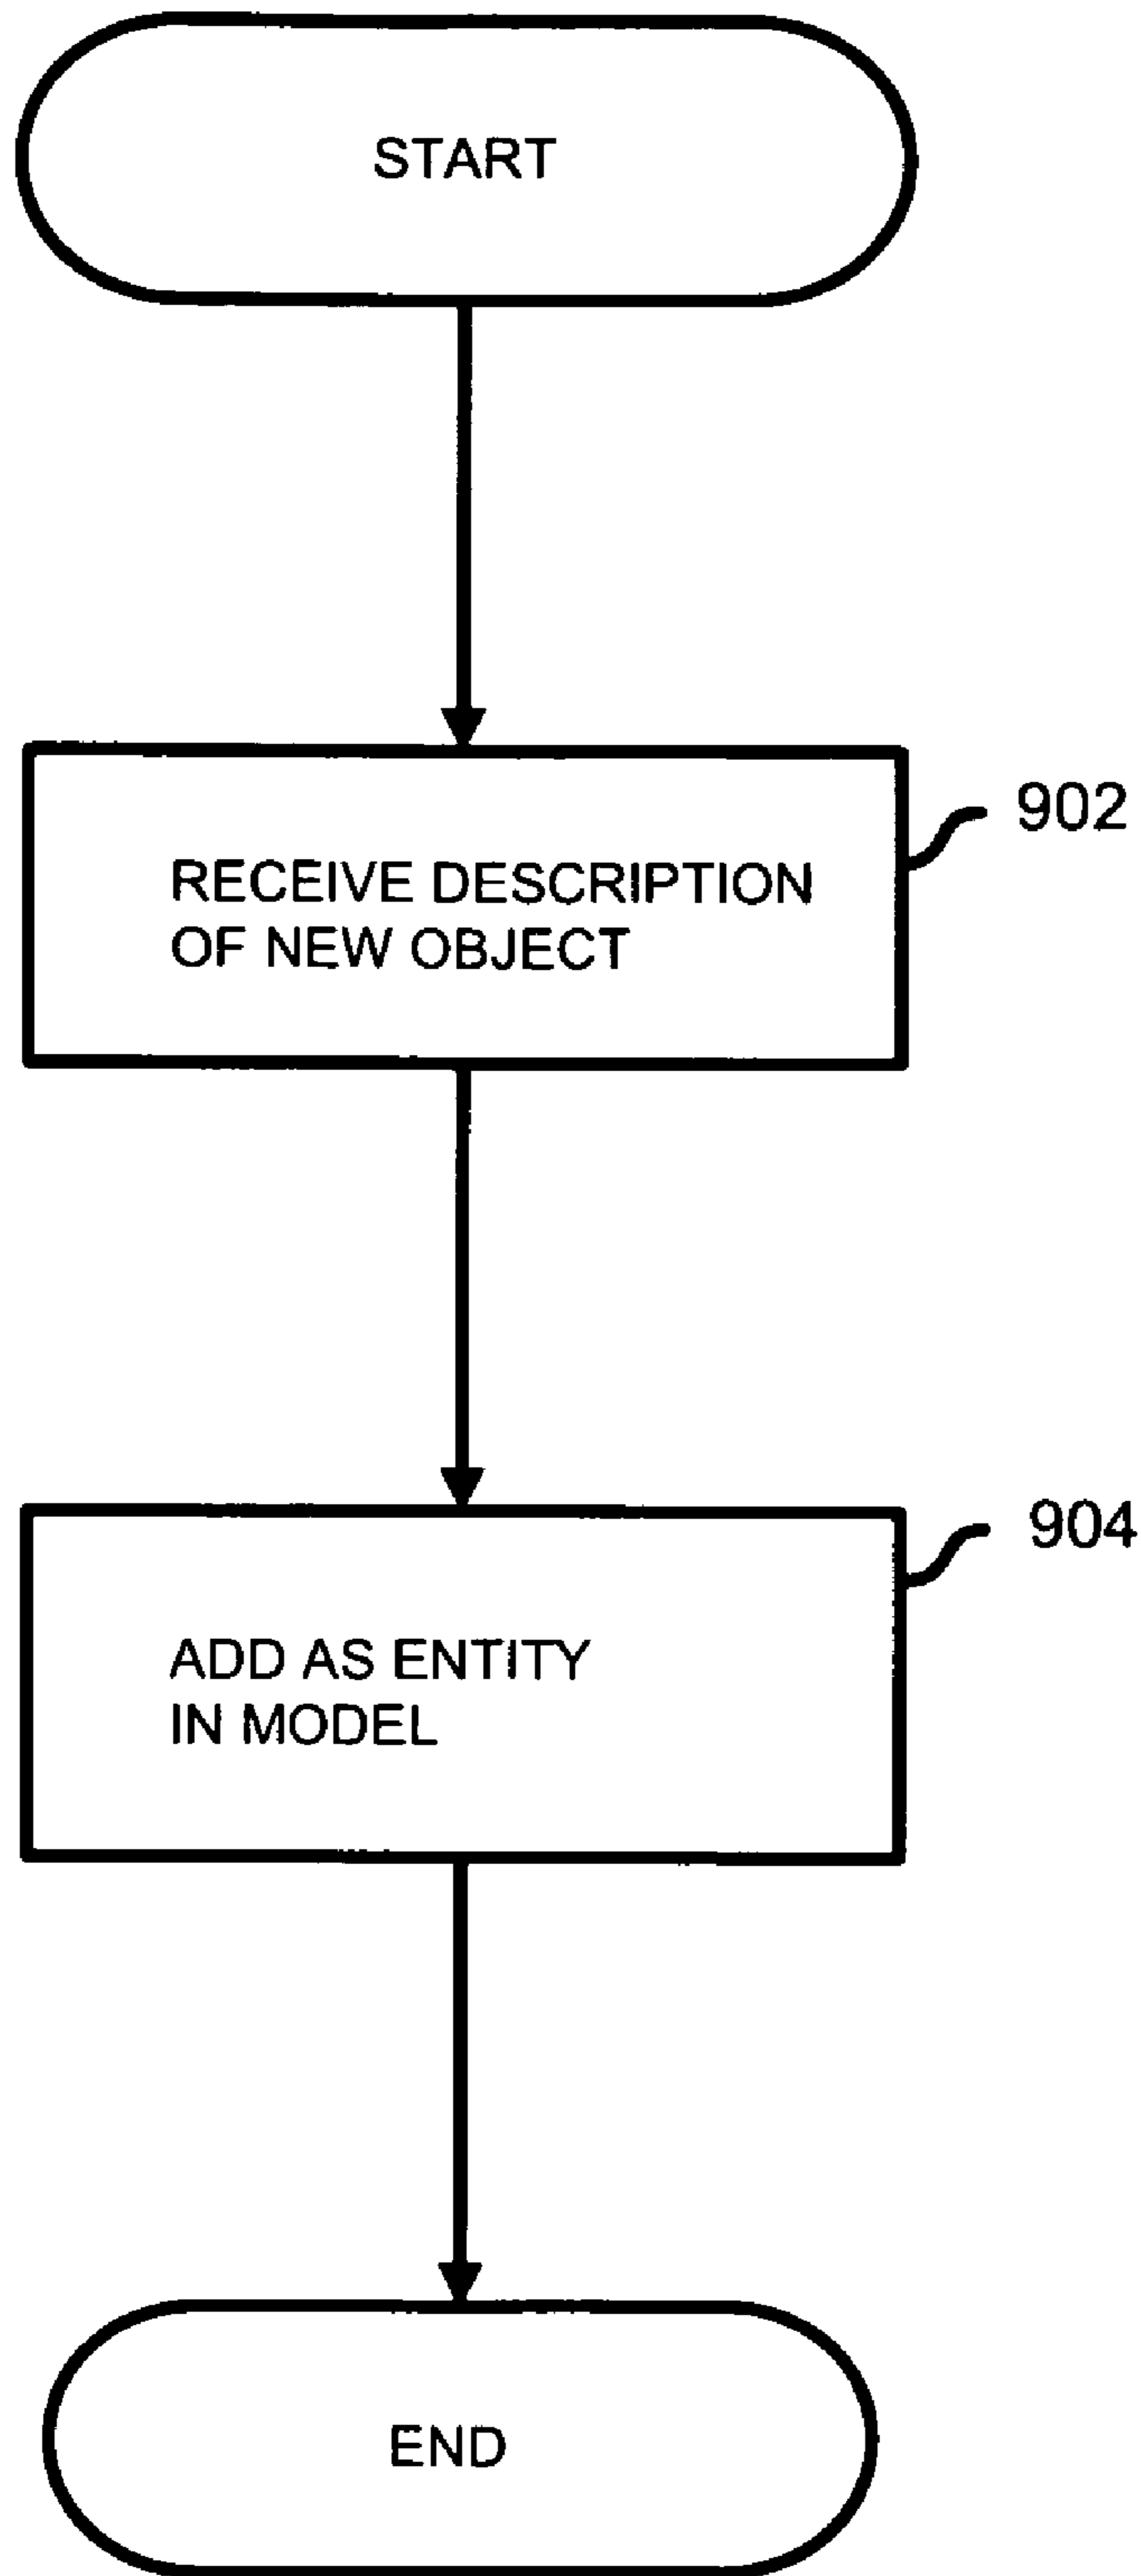 START
902
RECEIVE DESCRIPTION
OF NEW OBJECT
904
ADD AS ENTITY
IN MODEL
END